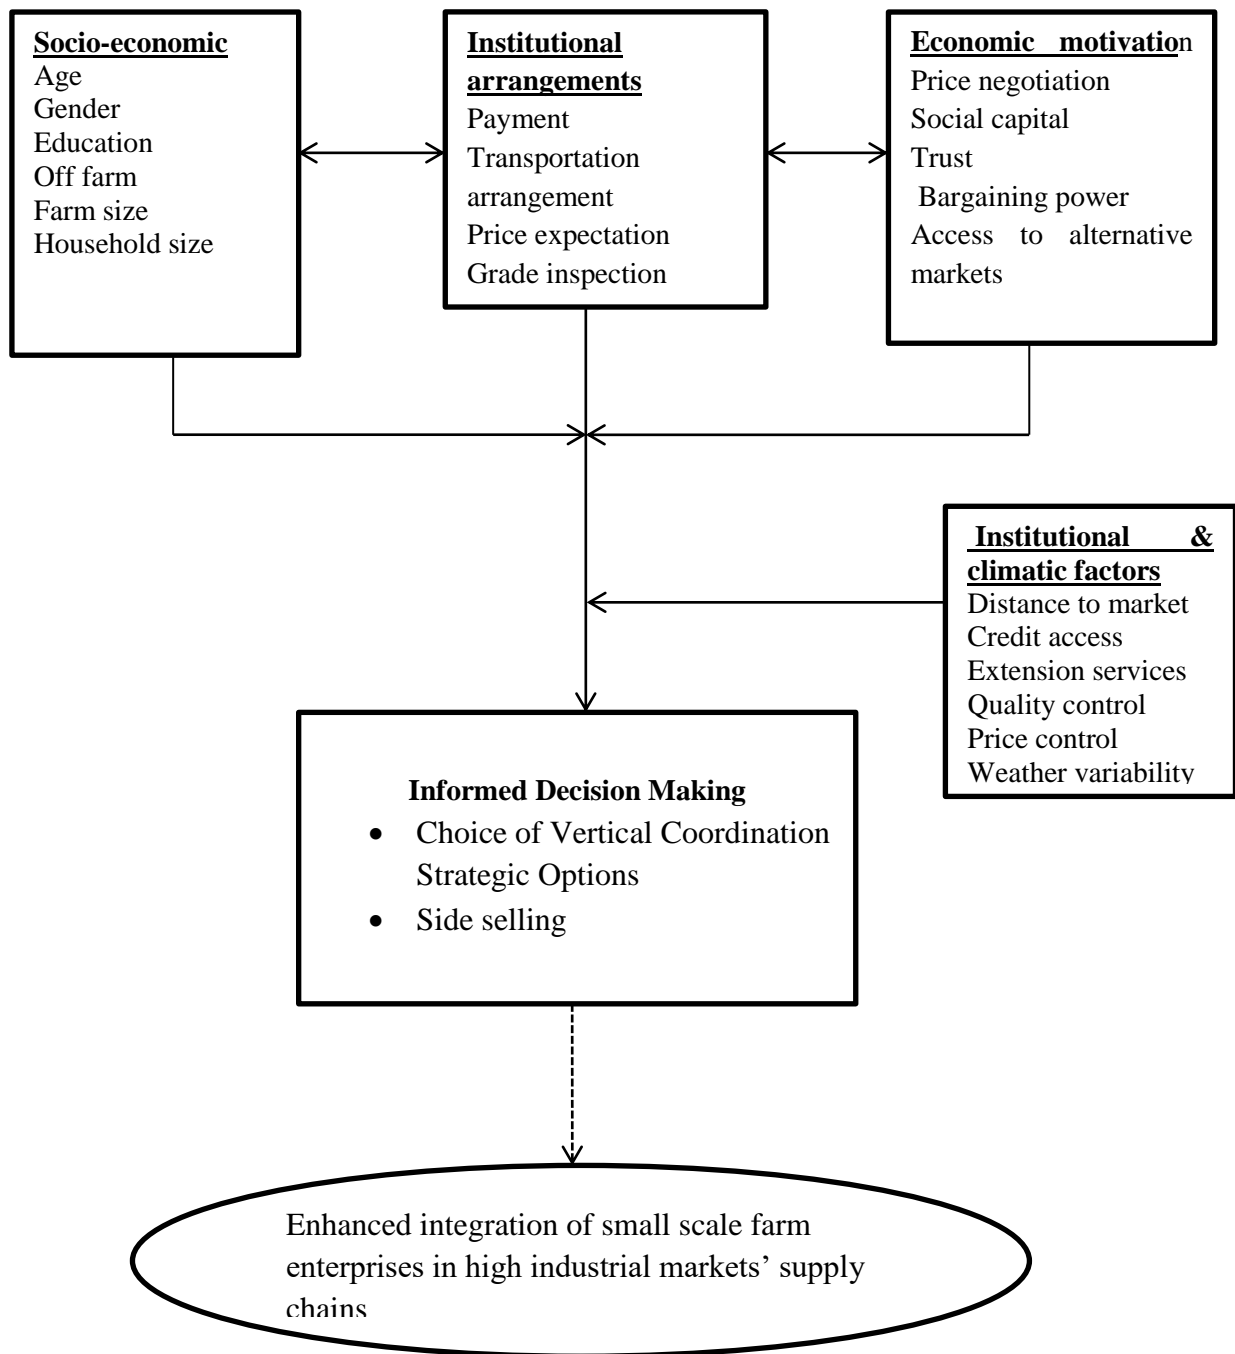 Socio-economic
Age
Gender
Education
Off farm
Farm size
Household size
Institutional
arrangements
Payment
Transportation
arrangement
Price expectation
Grade inspection
Economic motivation
Price negotiation
Social capital
Trust
Bargaining power
Access to alternative
markets
Institutional &
climatic factors
Distance to market
Credit access
Extension services
Quality control
Price control
Weather variability
Informed Decision Making
• Choice of Vertical Coordination
Strategic Options
• Side selling
Enhanced integration of small scale farm
enterprises in high industrial markets’ supply
chains